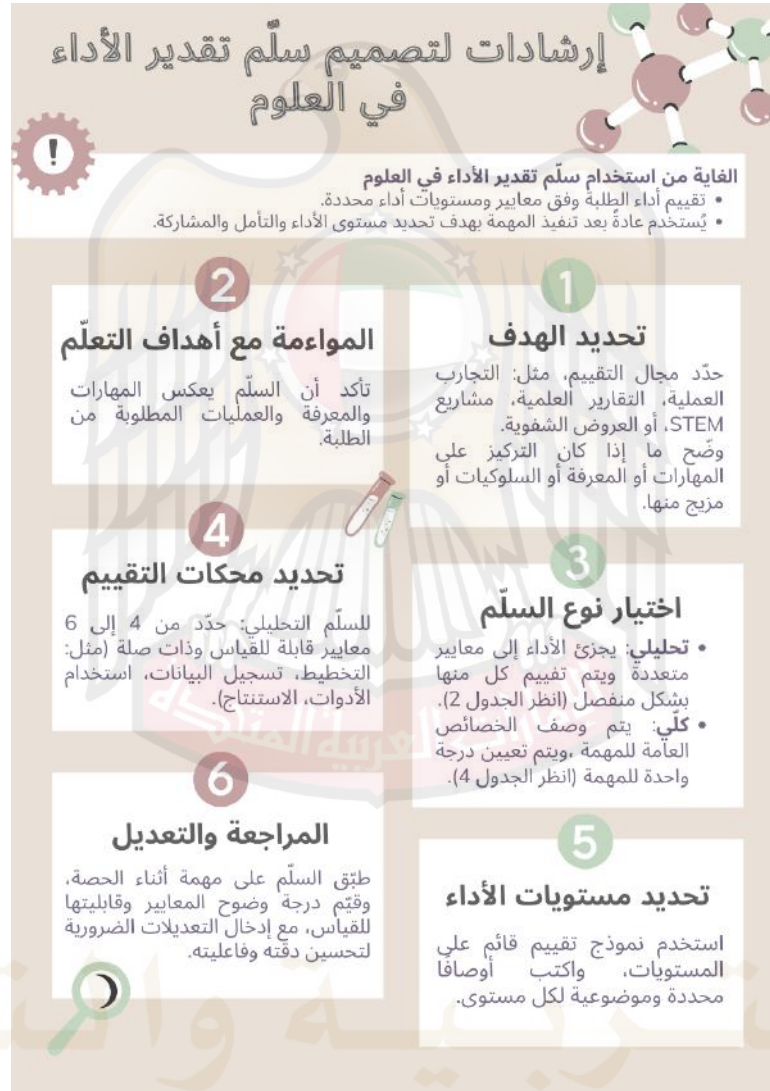 إرشادات لتصميم سلّم تقدير الأداء
في العلوم
!
الغاية من استخدام سلّم تقدير الأداء في العلوم
• تقييم أداء الطلبة وفق معايير ومستويات أداء محددة.
• يُستخدم عادةً بعد تنفيذ المهمة بهدف تحديد مستوى الأداء والتأمل والمشاركة.
1
تحديد الهدف
حدّد مجال التقييم، مثل: التجارب
العملية، التقارير العلمية، مشاريع
STEM، أو العروض الشفوية.
وضّح ما إذا كان التركيز على
المهارات أو المعرفة أو السلوكيات أو
مزيج منها.
2
المواءمة مع أهداف التعلّم
تأكد أن السلّم يعكس المهارات
والمعرفة والعمليات المطلوبة من
الطلبة.
3
اختيار نوع السلّم
• تحليلي: يجزئ الأداء إلى معايير
متعددة ويتم تقييم كل منها
بشكل منفصل (انظر الجدول 2).
• كلّي: يتم وصف الخصائص
العامة للمهمة ،ويتم تعيين درجة
واحدة للمهمة (انظر الجدول 4).
4
تحديد محكات التقييم
للسلّم التحليلي: حدّد من 4 إلى 6
معايير قابلة للقياس وذات صلة (مثل:
التخطيط، تسجيل البيانات، استخدام
الأدوات، الاستنتاج).
5
تحديد مستويات الأداء
استخدم نموذج تقييم قائم على
المستويات، واكتب أوصافًا
محددة وموضوعية لكل مستوى.
6
المراجعة والتعديل
طبّق السلّم على مهمة أثناء الحصة،
وقيّم درجة وضوح المعايير وقابليتها
للقياس، مع إدخال التعديلات الضرورية
لتحسين دقّته وفاعليته.
الإمارات العربية المتحدة